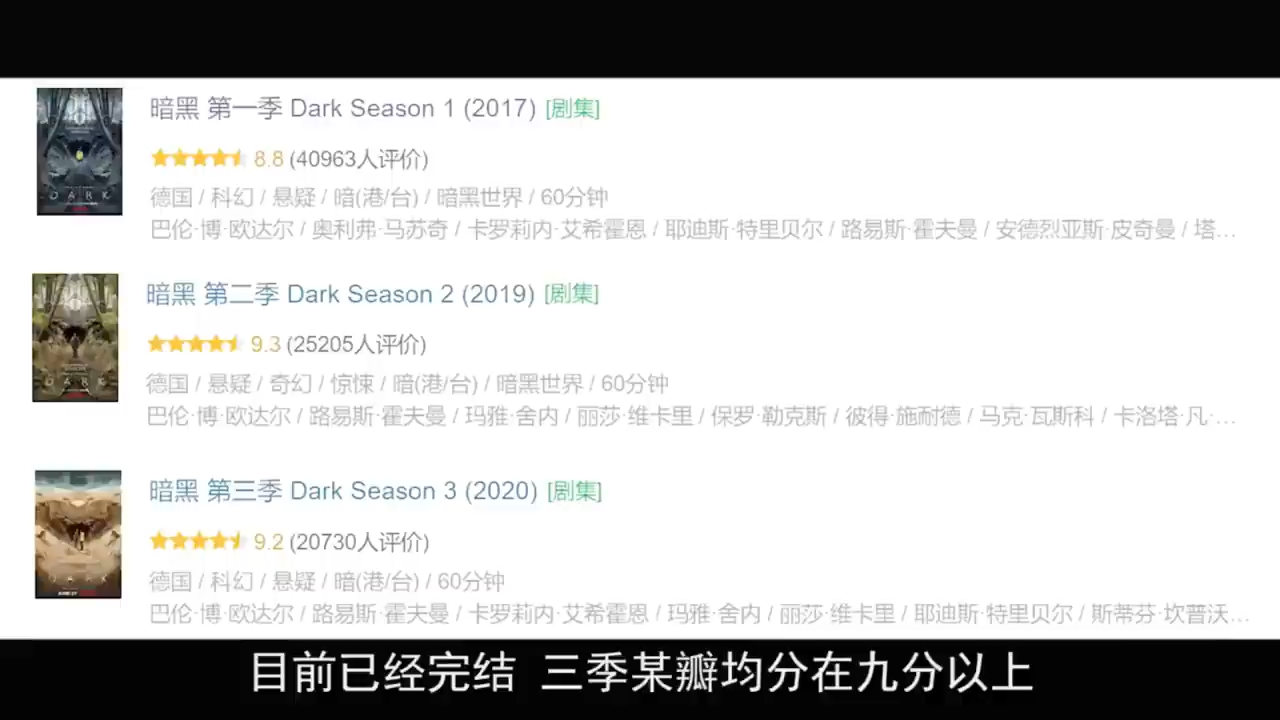 暗黑 第一季 Dark Season 1 (2017) [剧集]
8.8 (40963人评价)
德国 / 科幻 / 悬疑 / 暗(港/台) / 暗黑世界 / 60分钟
巴伦·博·欧达尔 / 奥利弗·马苏奇 / 卡罗莉内·艾希霍恩 / 耶迪斯·特里贝尔 / 路易斯·霍夫曼 / 安德烈亚斯·皮奇曼 / 塔...
DARK
暗黑 第二季 Dark Season 2 (2019) [剧集]
9.3 (25205人评价)
德国 / 悬疑 / 奇幻 / 惊悚 / 暗(港/台) / 暗黑世界 / 60分钟
巴伦·博·欧达尔 / 路易斯·霍夫曼 / 玛雅·舍内 / 丽莎·维卡里 / 保罗·勒克斯 / 彼得·施耐德 / 马克·瓦斯科 / 卡洛塔·凡·...
DARK
暗黑 第三季 Dark Season 3 (2020) [剧集]
9.2 (20730人评价)
德国 / 科幻 / 悬疑 / 暗(港/台) / 60分钟
巴伦·博·欧达尔 / 路易斯·霍夫曼 / 卡罗莉内·艾希霍恩 / 玛雅·舍内 / 丽莎·维卡里 / 耶迪斯·特里贝尔 / 斯蒂芬·坎普沃...
DARK
目前已经完结 三季某瓣均分在九分以上